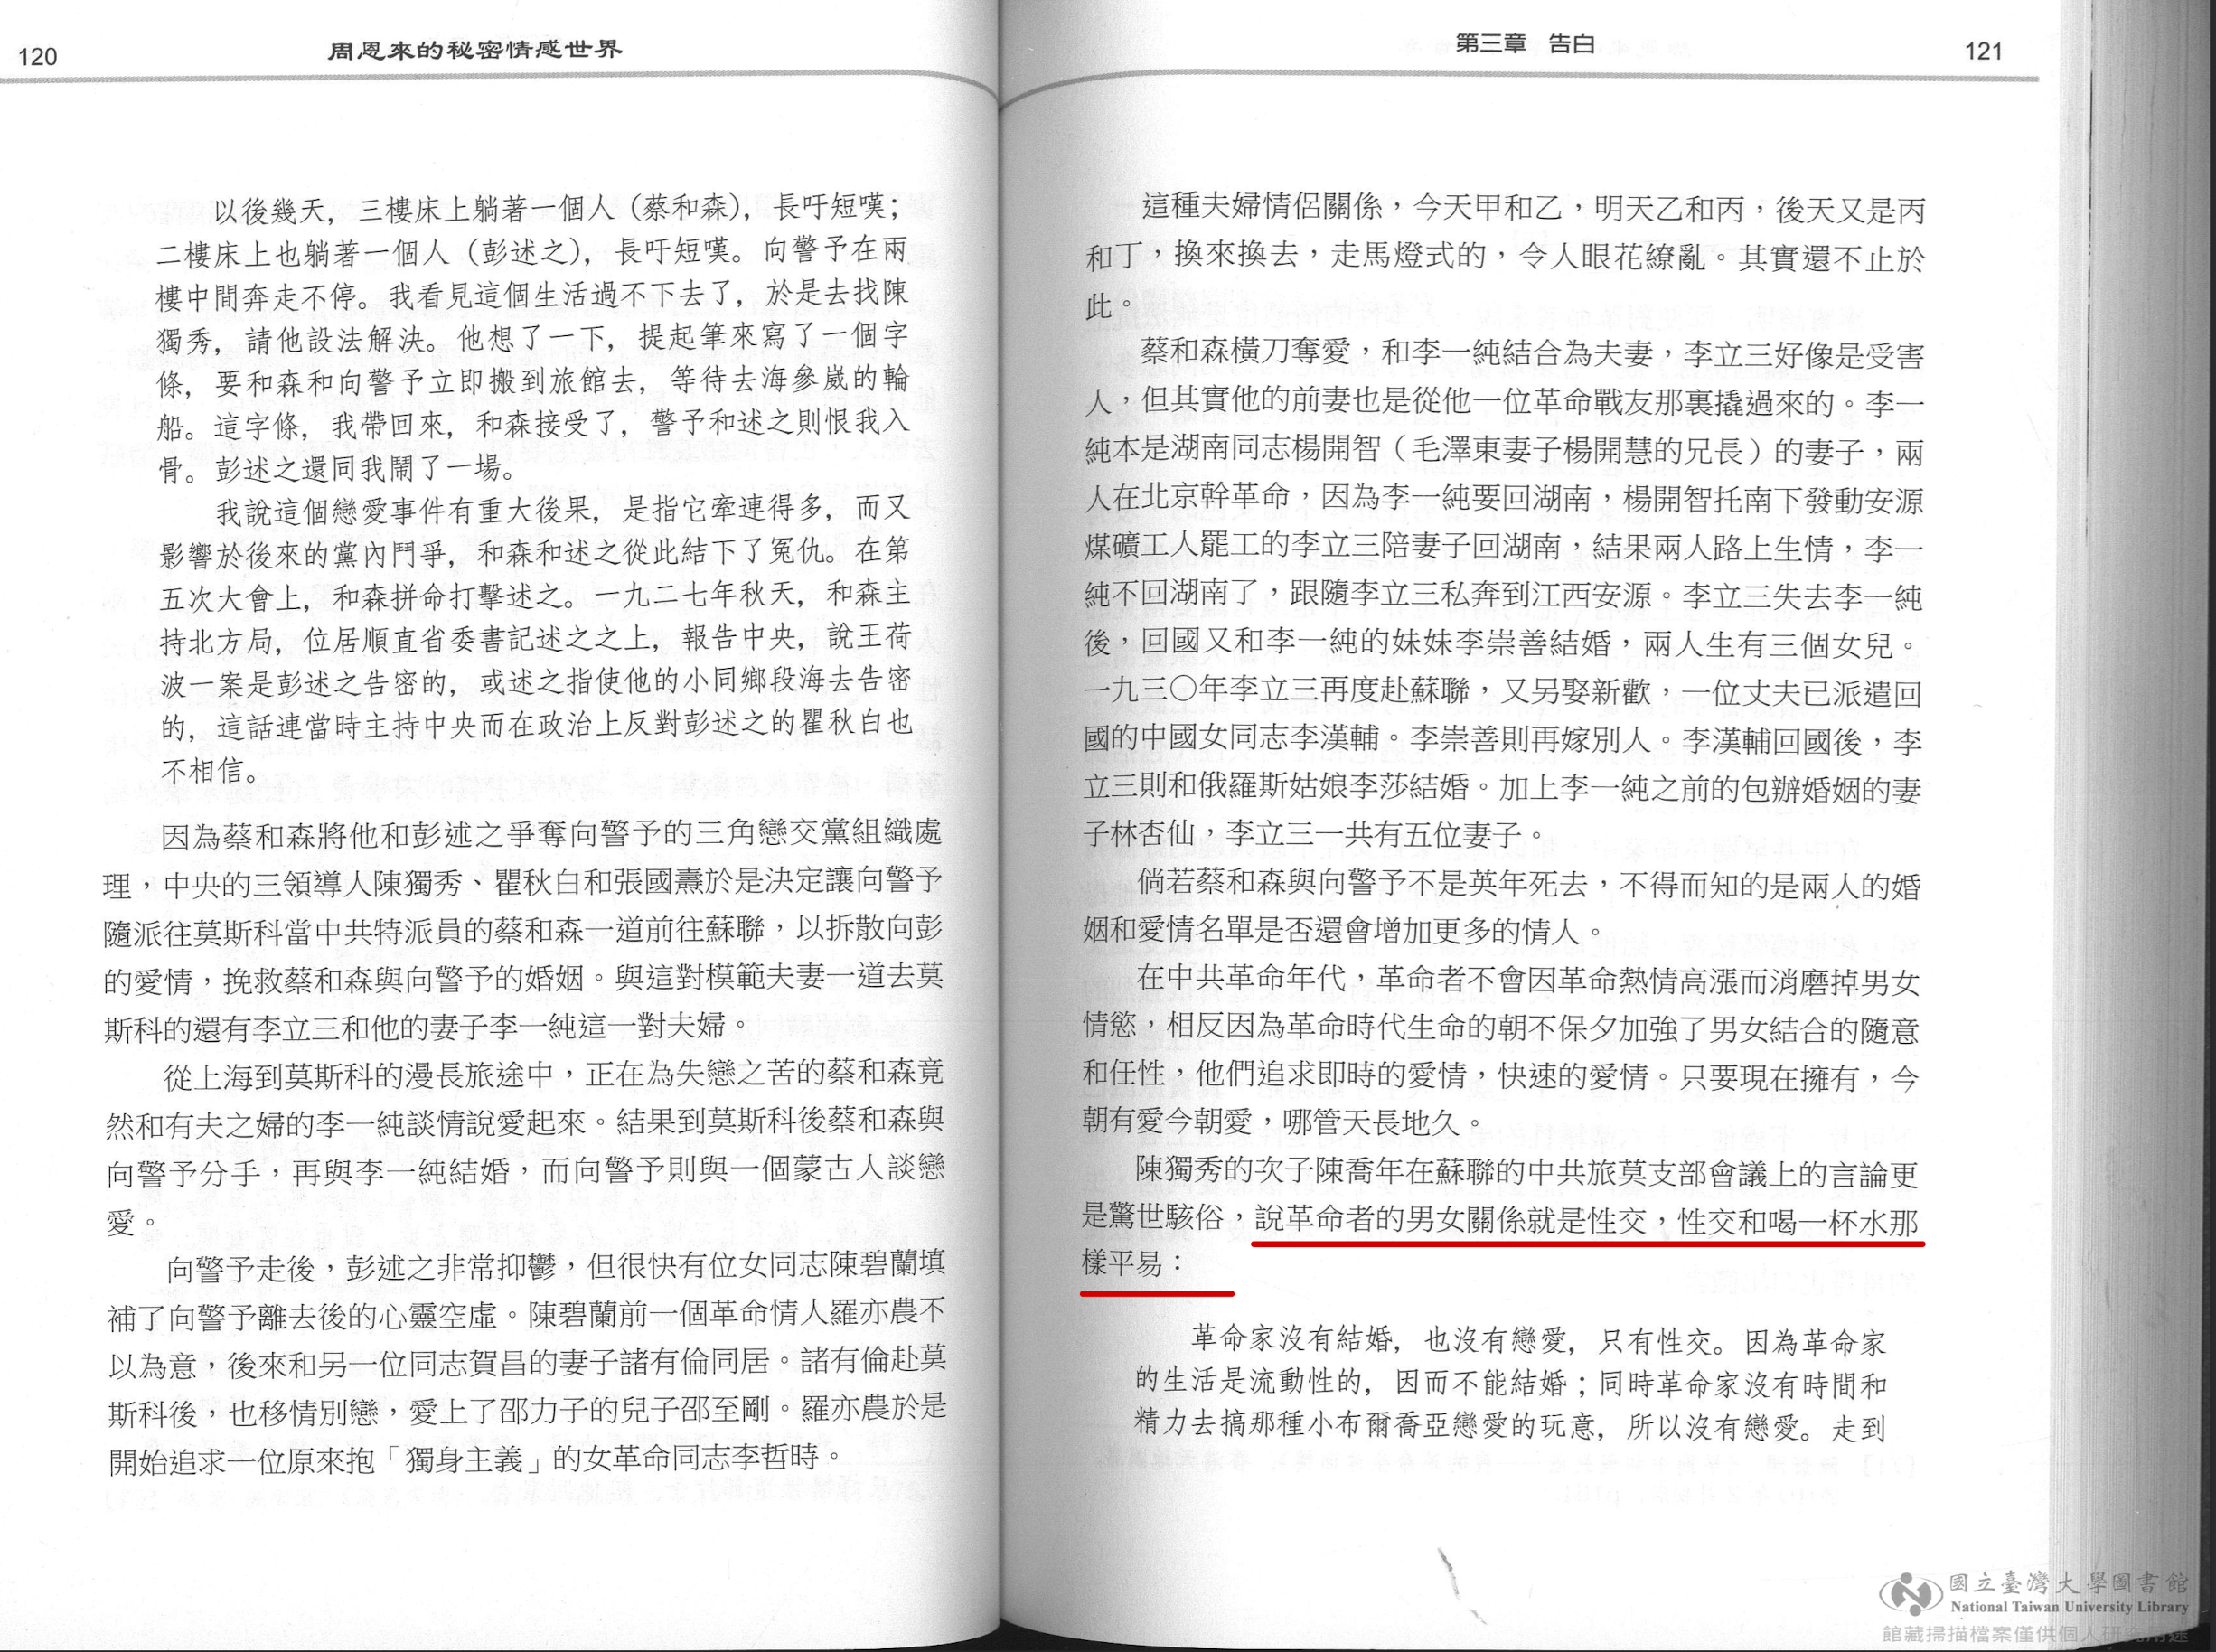 120
周恩來的秘密情感世界
以後幾天，三樓床上躺著一個人（蔡和森），長吁短嘆；
二樓床上也躺著一個人（彭述之），長吁短嘆。向警予在兩
樓中間奔走不停。我看見這個生活過不下去了，於是去找陳
獨秀，請他設法解決。他想了一下，提起筆來寫了一個字
條，要和森和向警予立即搬到旅館去，等待去海參崴的輪
船。這字條，我帶回來，和森接受了，警予和述之則恨我入
骨。彭述之還同我鬧了一場。
我說這個戀愛事件有重大後果，是指它牽連得多，而又
影響於後來的黨內鬥爭，和森和述之從此結下了冤仇。在第
五次大會上，和森拼命打擊述之。一九二七年秋天，和森主
持北方局，位居順直省委書記述之之上，報告中央，說王荷
波一案是彭述之告密的，或述之指使他的小同鄉段海去告密
的，這話連當時主持中央而在政治上反對彭述之的瞿秋白也
不相信。
因為蔡和森將他和彭述之爭奪向警予的三角戀交黨組織處
理，中央的三領導人陳獨秀、瞿秋白和張國燾於是決定讓向警予
隨派往莫斯科當中共特派員的蔡和森一道前往蘇聯，以拆散向彭
的愛情，挽救蔡和森與向警予的婚姻。與這對模範夫妻一道去莫
斯科的還有李立三和他的妻子李一純這一對夫婦。
從上海到莫斯科的漫長旅途中，正在為失戀之苦的蔡和森竟
然和有夫之婦的李一純談情說愛起來。結果到莫斯科後蔡和森與
向警予分手，再與李一純結婚，而向警予則與一個蒙古人談戀
愛。
向警予走後，彭述之非常抑鬱，但很快有位女同志陳碧蘭填
補了向警予離去後的心靈空虛。陳碧蘭前一個革命情人羅亦農不
以為意，後來和另一位同志賀昌的妻子諸有倫同居。諸有倫赴莫
斯科後，也移情別戀，愛上了邵力子的兒子邵至剛。羅亦農於是
開始追求一位原來抱「獨身主義」的女革命同志李哲時。
第三章　告白
121
這種夫婦情侶關係，今天甲和乙，明天乙和丙，後天又是丙
和丁，換來換去，走馬燈式的，令人眼花繚亂。其實還不止於
此。
蔡和森橫刀奪愛，和李一純結合為夫妻，李立三好像是受害
人，但其實他的前妻也是從他一位革命戰友那裏撬過來的。李一
純本是湖南同志楊開智（毛澤東妻子楊開慧的兄長）的妻子，兩
人在北京幹革命，因為李一純要回湖南，楊開智托南下發動安源
煤礦工人罷工的李立三陪妻子回湖南，結果兩人路上生情，李一
純不回湖南了，跟隨李立三私奔到江西安源。李立三失去李一純
後，回國又和李一純的妹妹李崇善結婚，兩人生有三個女兒。
一九三〇年李立三再度赴蘇聯，又另娶新歡，一位丈夫已派遣回
國的中國女同志李漢輔。李崇善則再嫁別人。李漢輔回國後，李
立三則和俄羅斯姑娘李莎結婚。加上李一純之前的包辦婚姻的妻
子林杏仙，李立三一共有五位妻子。
倘若蔡和森與向警予不是英年死去，不得而知的是兩人的婚
姻和愛情名單是否還會增加更多的情人。
在中共革命年代，革命者不會因革命熱情高漲而消磨掉男女
情慾，相反因為革命時代生命的朝不保夕加強了男女結合的隨意
和任性，他們追求即時的愛情，快速的愛情。只要現在擁有，今
朝有愛今朝愛，哪管天長地久。
陳獨秀的次子陳喬年在蘇聯的中共旅莫支部會議上的言論更
是驚世駭俗，說革命者的男女關係就是性交，性交和喝一杯水那
樣平易：
革命家沒有結婚，也沒有戀愛，只有性交。因為革命家
的生活是流動性的，因而不能結婚；同時革命家沒有時間和
精力去搞那種小布爾喬亞戀愛的玩意，所以沒有戀愛。走到
國立臺灣大學圖書館
National Taiwan University Library
館藏掃描檔案僅供個人研究用途